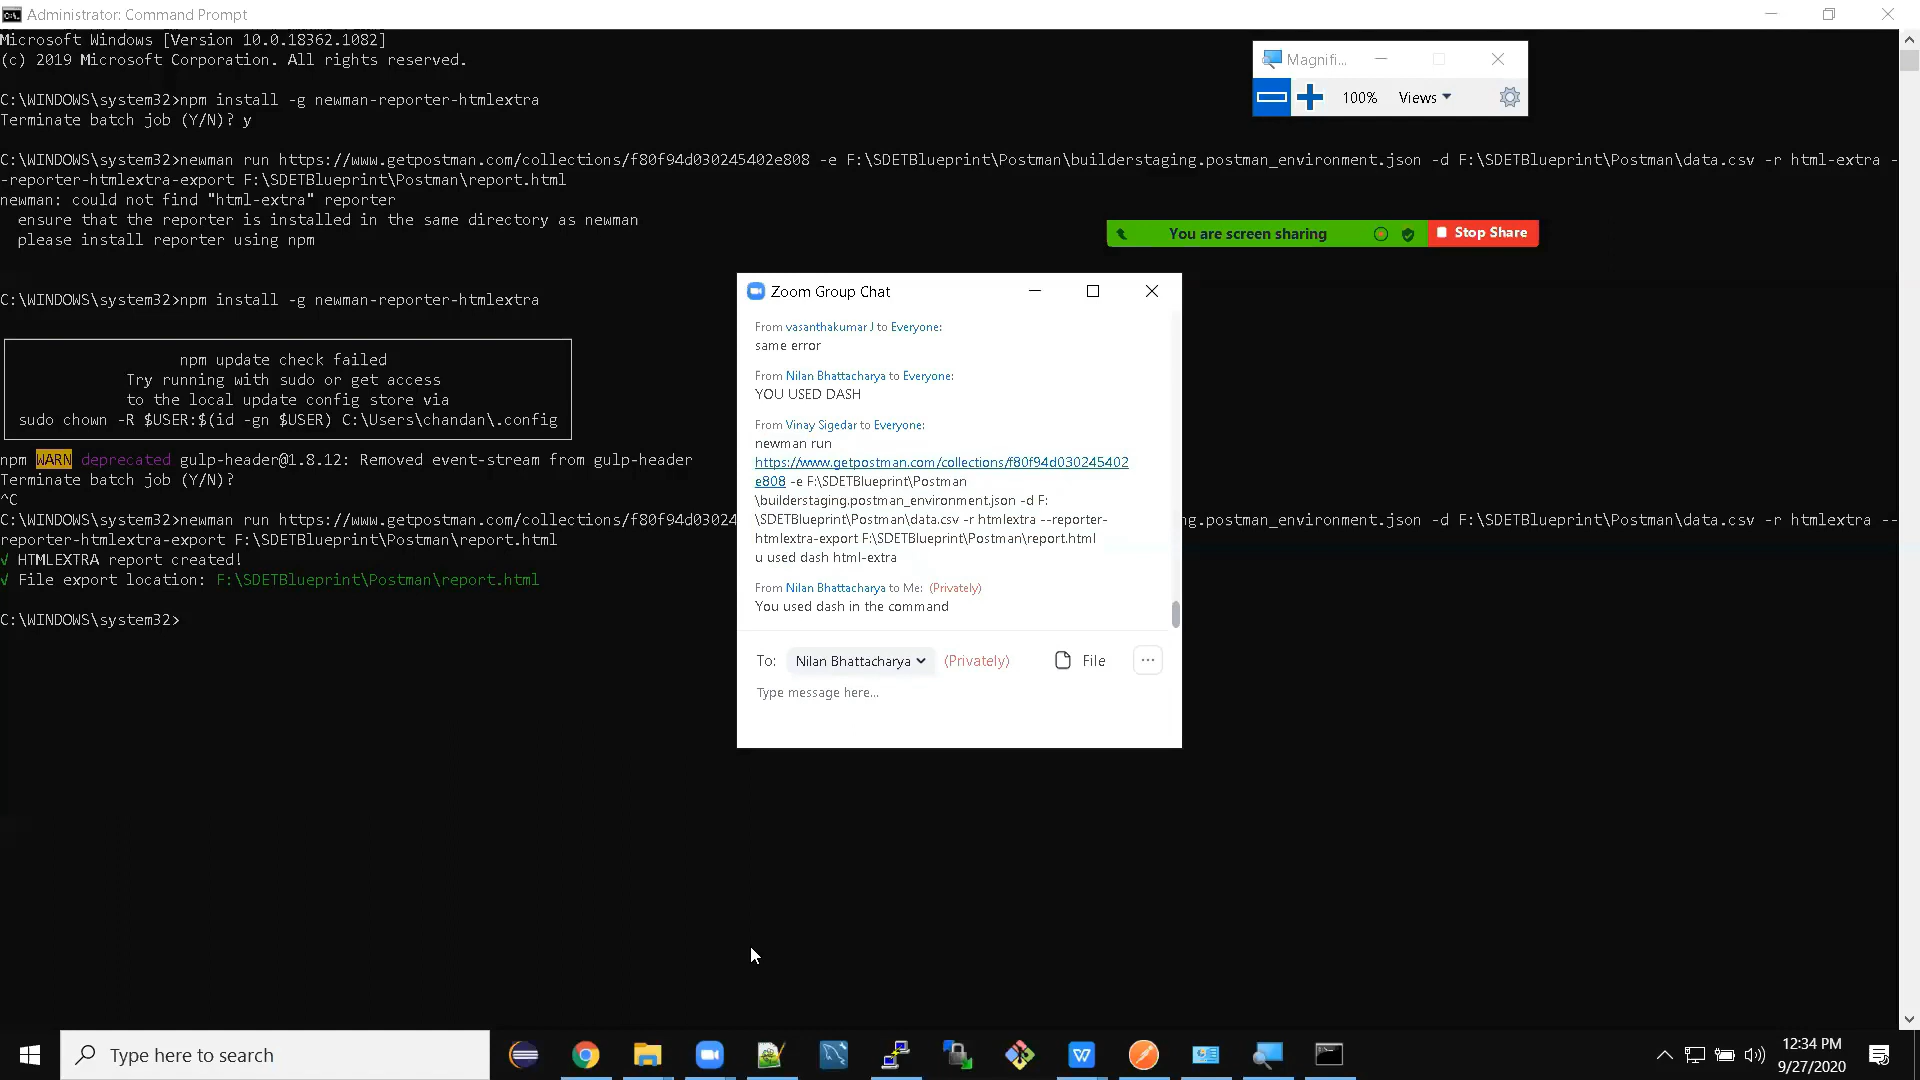 Administrator: Command Prompt
Microsoft Windows [Version 10.0.18362.1082]
(c) 2019 Microsoft Corporation. All rights reserved.
C:\WINDOWS\system32>npm install -g newman-reporter-htmlextra
Terminate batch job (Y/N)? y
C:\WINDOWS\system32>newman run https://www.getpostman.com/collections/f80f94d030245402e808 -e F:\SDETBlueprint\Postman\builderstaging.postman_environment.json -d F:\SDETBlueprint\Postman\data.csv -r html-extra -
-reporter-htmlextra-export F:\SDETBlueprint\Postman\report.html
newman: could not find "html-extra" reporter
ensure that the reporter is installed in the same directory as newman
please install reporter using npm
C:\WINDOWS\system32>npm install -g newman-reporter-htmlextra
npm update check failed
Try running with sudo or get access
to the local update config store via
sudo chown -R $USER:$(id -gn $USER) C:\Users\chandan\.config
npm WARN deprecated gulp-header@1.8.12: Removed event-stream from gulp-header
Terminate batch job (Y/N)?
^C
C:\WINDOWS\system32>newman run https://www.getpostman.com/collections/f80f94d03024
ng.postman_environment.json -d F:\SDETBlueprint\Postman\data.csv -r htmlextra --
reporter-htmlextra-export F:\SDETBlueprint\Postman\report.html
√ HTMLEXTRA report created!
√ File export location: F:\SDETBlueprint\Postman\report.html
C:\WINDOWS\system32>
Magnifi...
100% Views
You are screen sharing
Stop Share
Zoom Group Chat
From vasanthakumar J to Everyone:
same error
From Nilan Bhattacharya to Everyone:
YOU USED DASH
From Vinay Sigedar to Everyone:
newman run
https://www.getpostman.com/collections/f80f94d030245402
e808 -e F:\SDETBlueprint\Postman
\builderstaging.postman_environment.json -d F:
\SDETBlueprint\Postman\data.csv -r htmlextra --reporter-
htmlextra-export F:\SDETBlueprint\Postman\report.html
u used dash html-extra
From Nilan Bhattacharya to Me: (Privately)
You used dash in the command
To: Nilan Bhattacharya (Privately) File
Type message here...
Type here to search
12:34 PM
9/27/2020